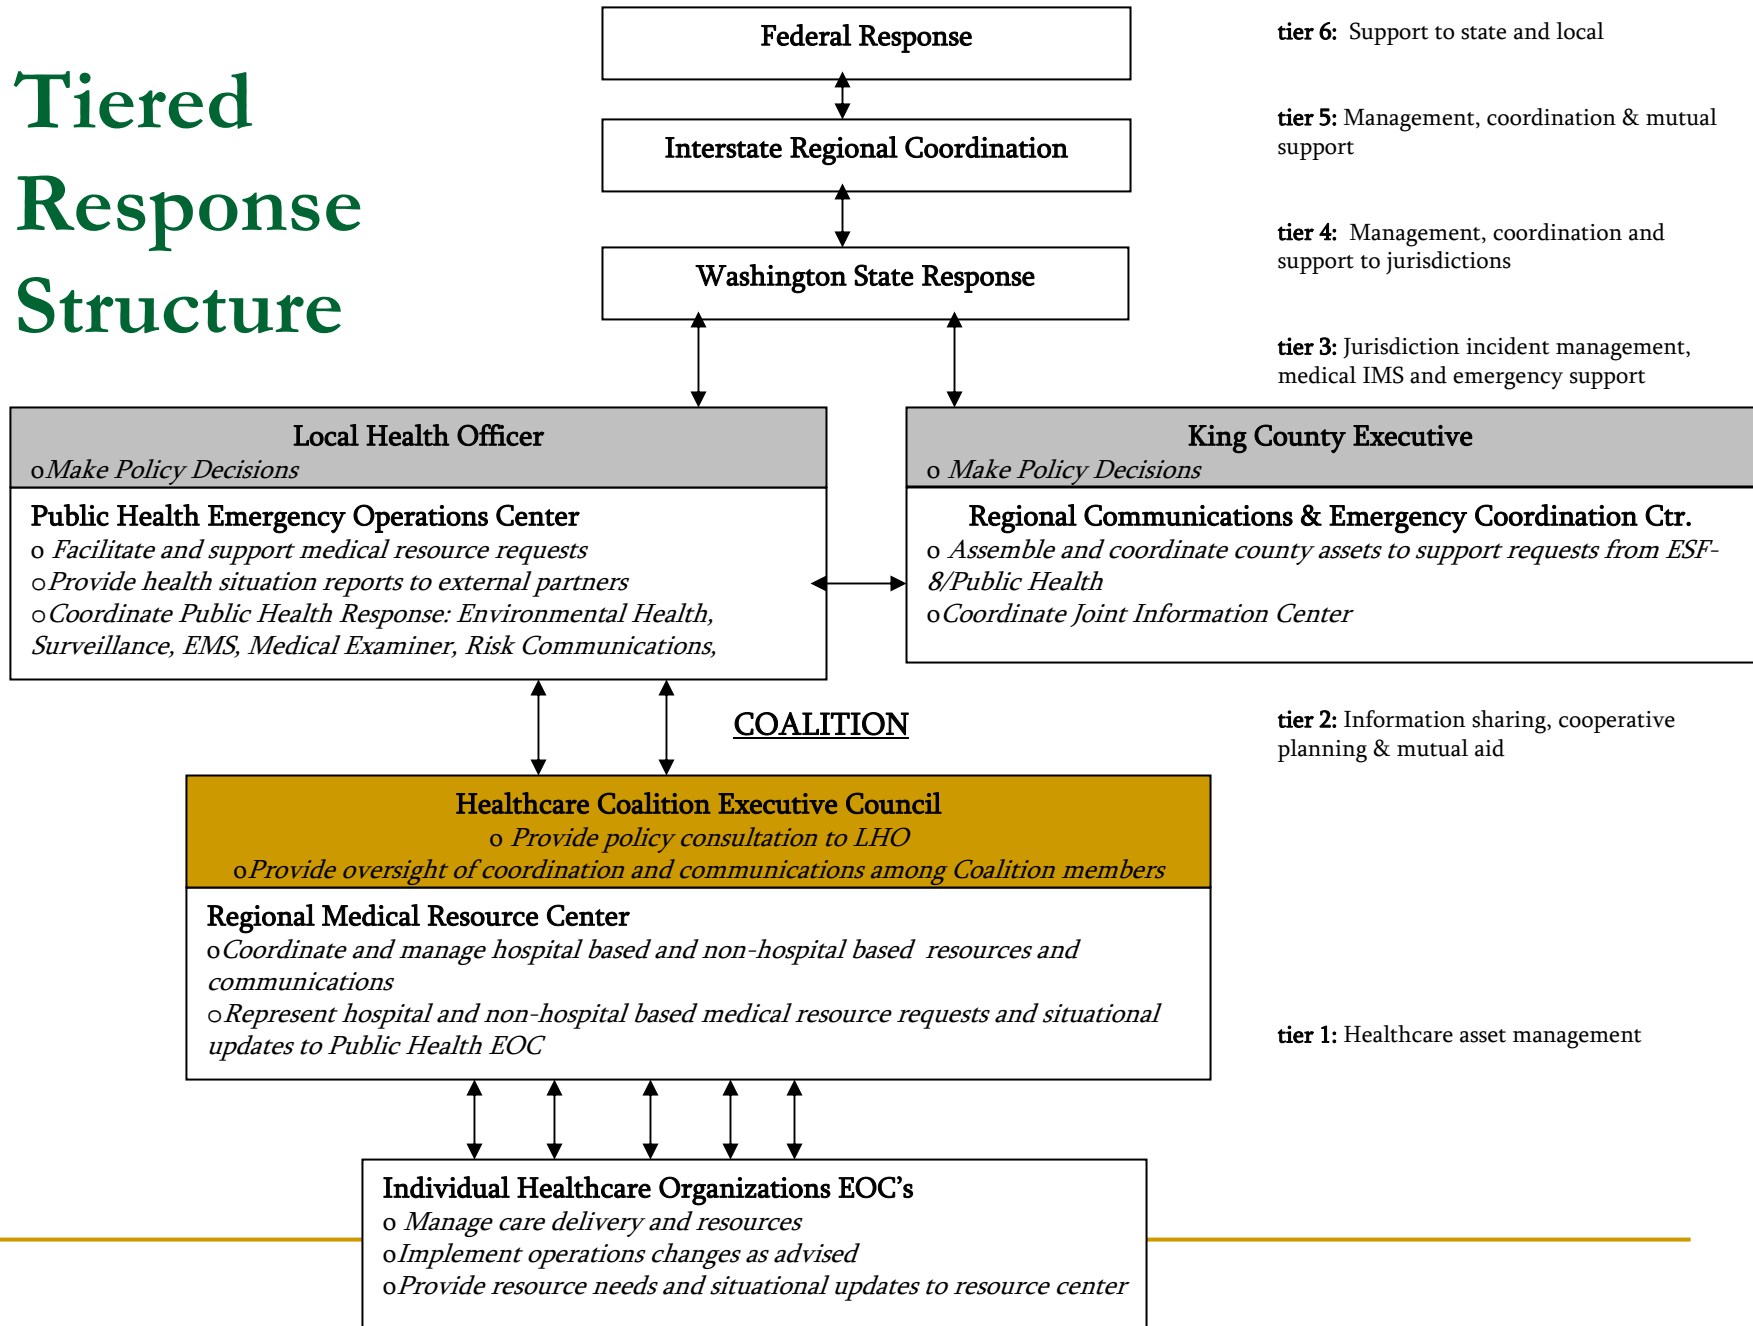 Tiered
Response
Structure
Federal Response
tier 6: Support to state and local
Interstate Regional Coordination
tier 5: Management, coordination & mutual
support
Washington State Response
tier 4: Management, coordination and
support to jurisdictions
tier 3: Jurisdiction incident management,
medical IMS and emergency support
Local Health Officer
oMake Policy Decisions
Public Health Emergency Operations Center
o Facilitate and support medical resource requests
oProvide health situation reports to external partners
oCoordinate Public Health Response: Environmental Health,
Surveillance, EMS, Medical Examiner, Risk Communications,
King County Executive
o Make Policy Decisions
Regional Communications & Emergency Coordination Ctr.
o Assemble and coordinate county assets to support requests from ESF-
8/Public Health
oCoordinate Joint Information Center
COALITION
tier 2: Information sharing, cooperative
planning & mutual aid
Healthcare Coalition Executive Council
o Provide policy consultation to LHO
oProvide oversight of coordination and communications among Coalition members
Regional Medical Resource Center
oCoordinate and manage hospital based and non-hospital based resources and
communications
oRepresent hospital and non-hospital based medical resource requests and situational
updates to Public Health EOC
tier 1: Healthcare asset management
Individual Healthcare Organizations EOC's
o Manage care delivery and resources
oImplement operations changes as advised
oProvide resource needs and situational updates to resource center